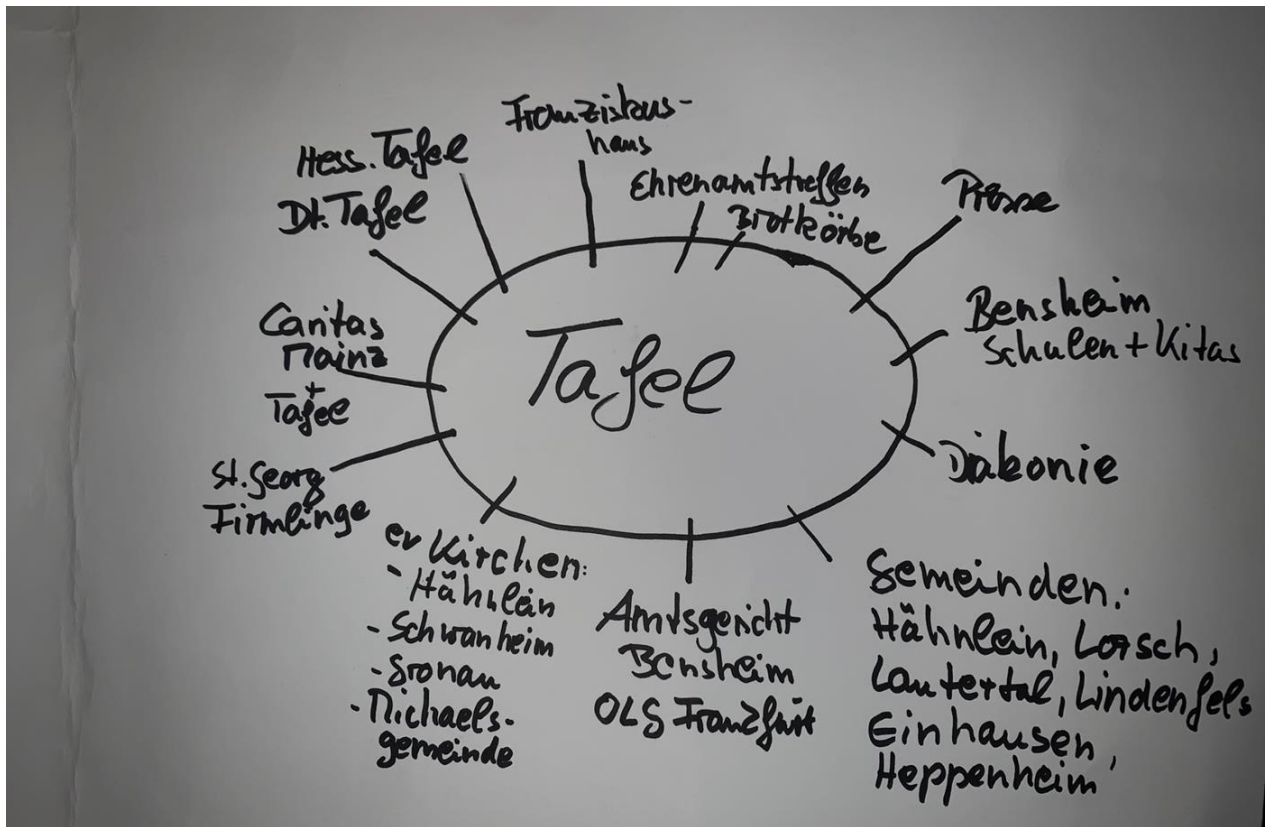 Franziskus-
haus
Hess. Tafel
Dt. Tafel
Ehrenamtstreffen
Brotkörbe
Presse
Bensheim
Schulen + Kitas
Caritas
Mainz
+
Tafel
Tafel
Diakonie
St. Georg
Firmlinge
ev Kirchen:
- Hähnlein
- Schwanheim
- Gronau
- Michaels-
gemeinde
Amtsgericht
Bensheim
OLG Frankfurt
Gemeinden:
Hähnlein, Lorsch,
Lautertal, Lindenfels
Einhausen,
Heppenheim